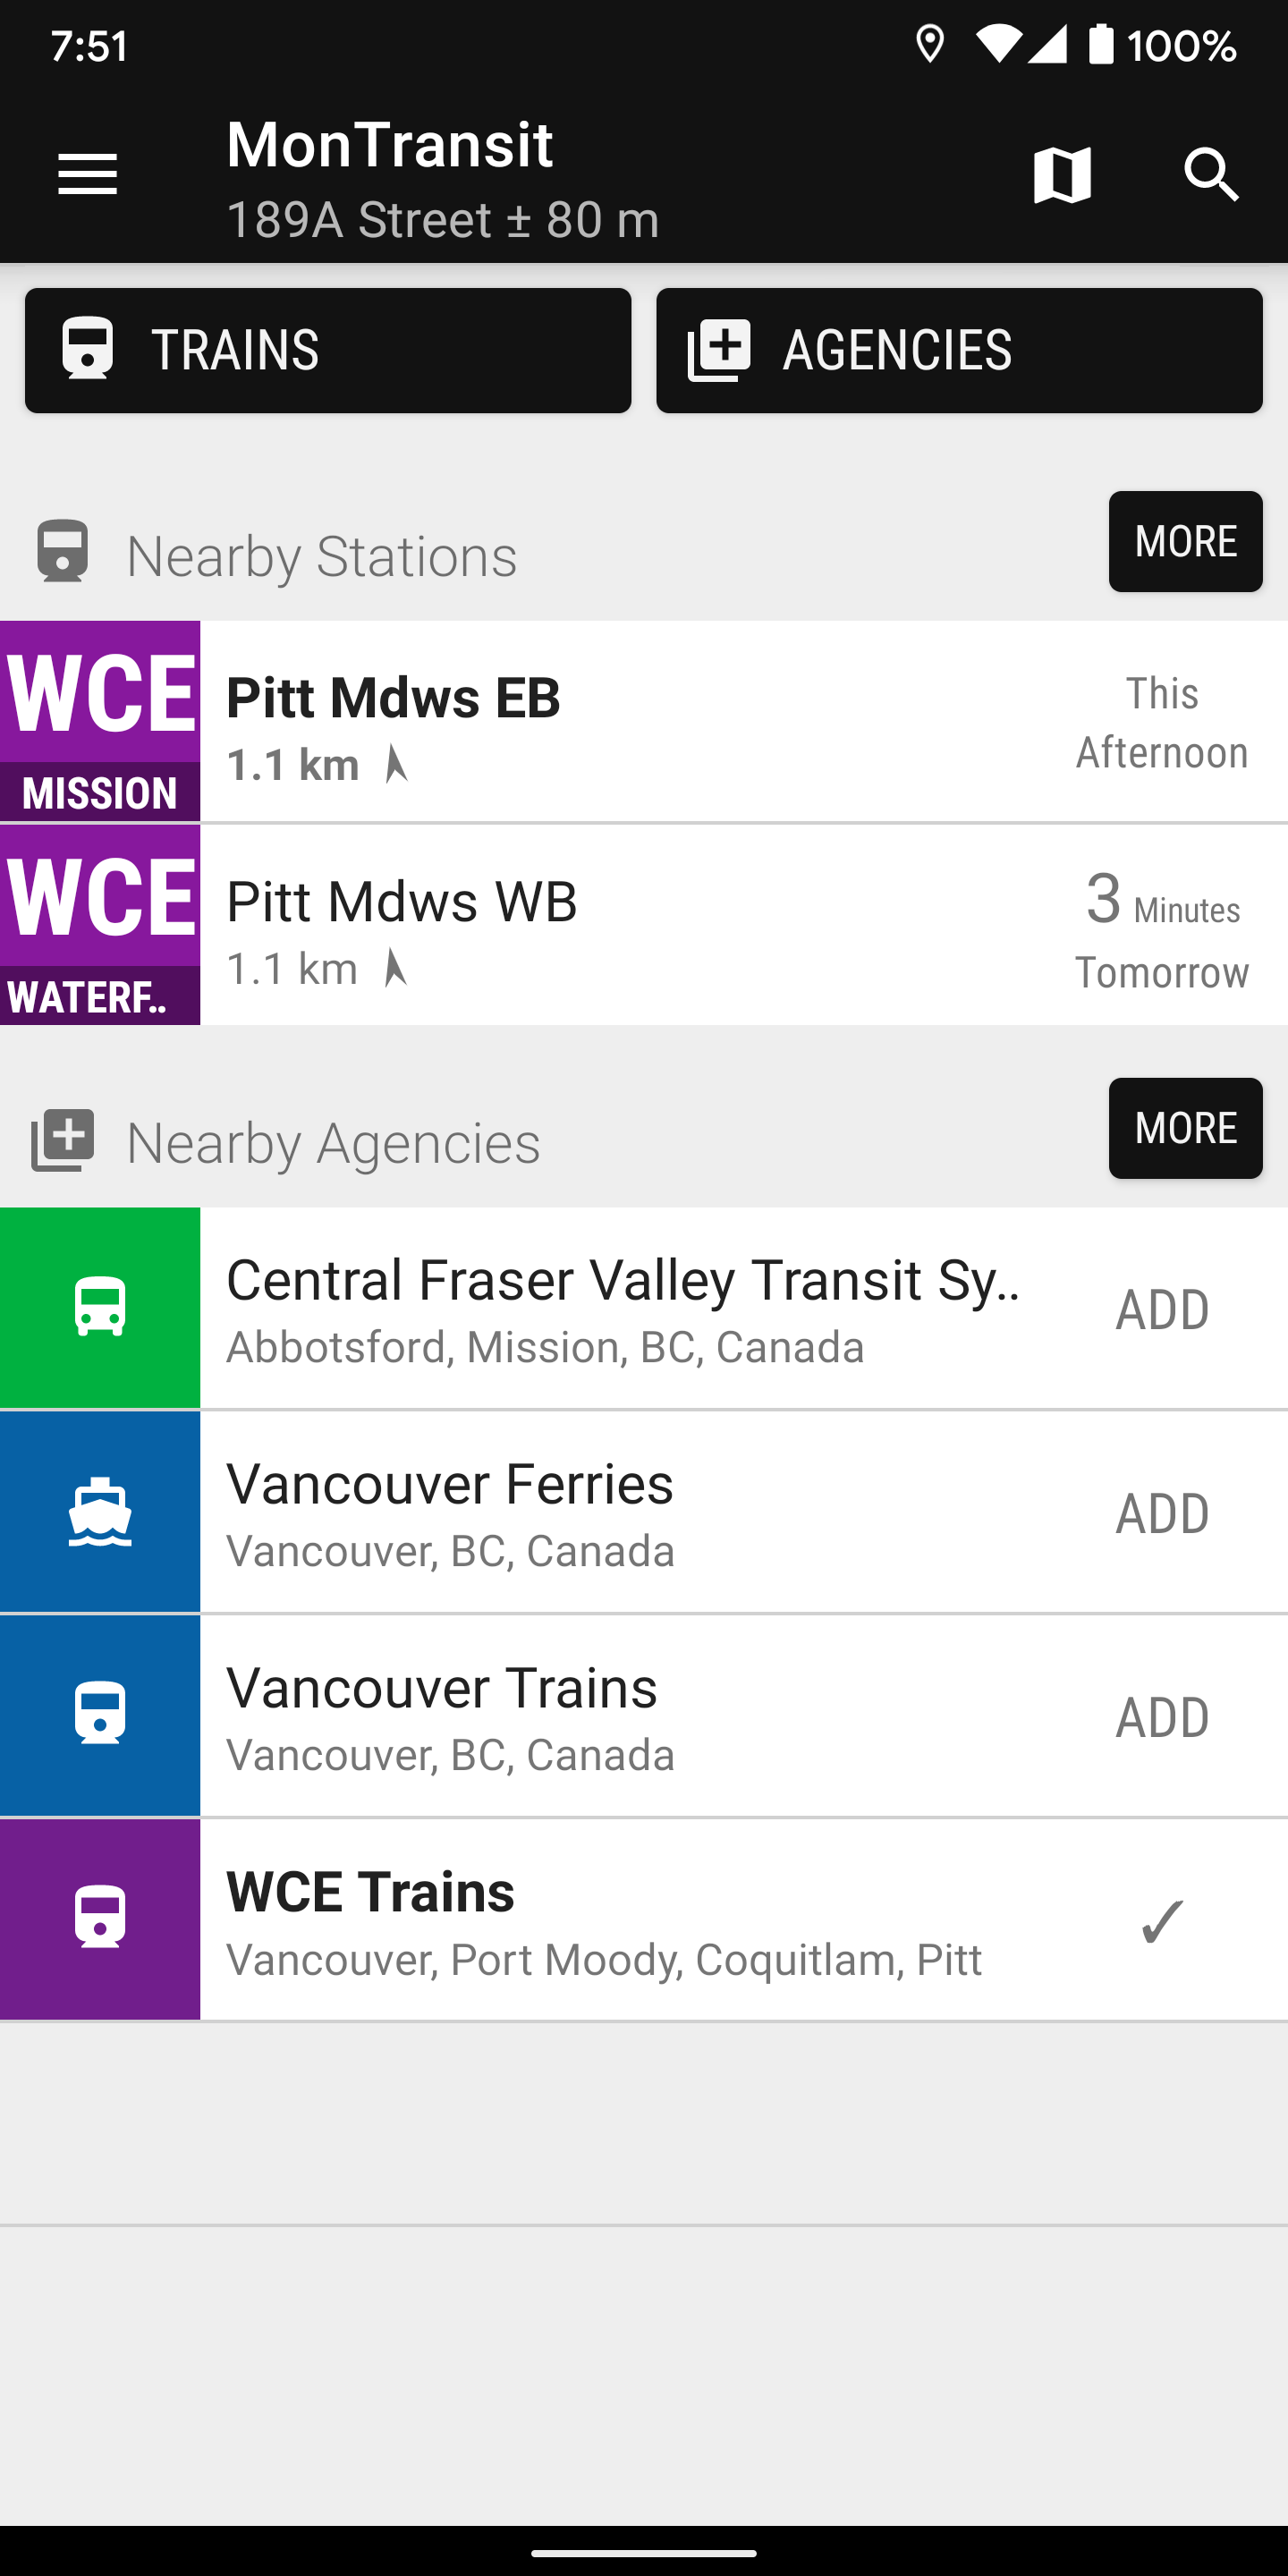 7:51
100%
MonTransit
189A Street ± 80 m
TRAINS
AGENCIES
Nearby Stations
MORE
WCE
MISSION
Pitt Mdws EB
1.1 km
This
Afternoon
WCE
WATERF..
Pitt Mdws WB
1.1 km
3 Minutes
Tomorrow
Nearby Agencies
MORE
Central Fraser Valley Transit Sy..
Abbotsford, Mission, BC, Canada
ADD
Vancouver Ferries
Vancouver, BC, Canada
ADD
Vancouver Trains
Vancouver, BC, Canada
ADD
WCE Trains
Vancouver, Port Moody, Coquitlam, Pitt
✓